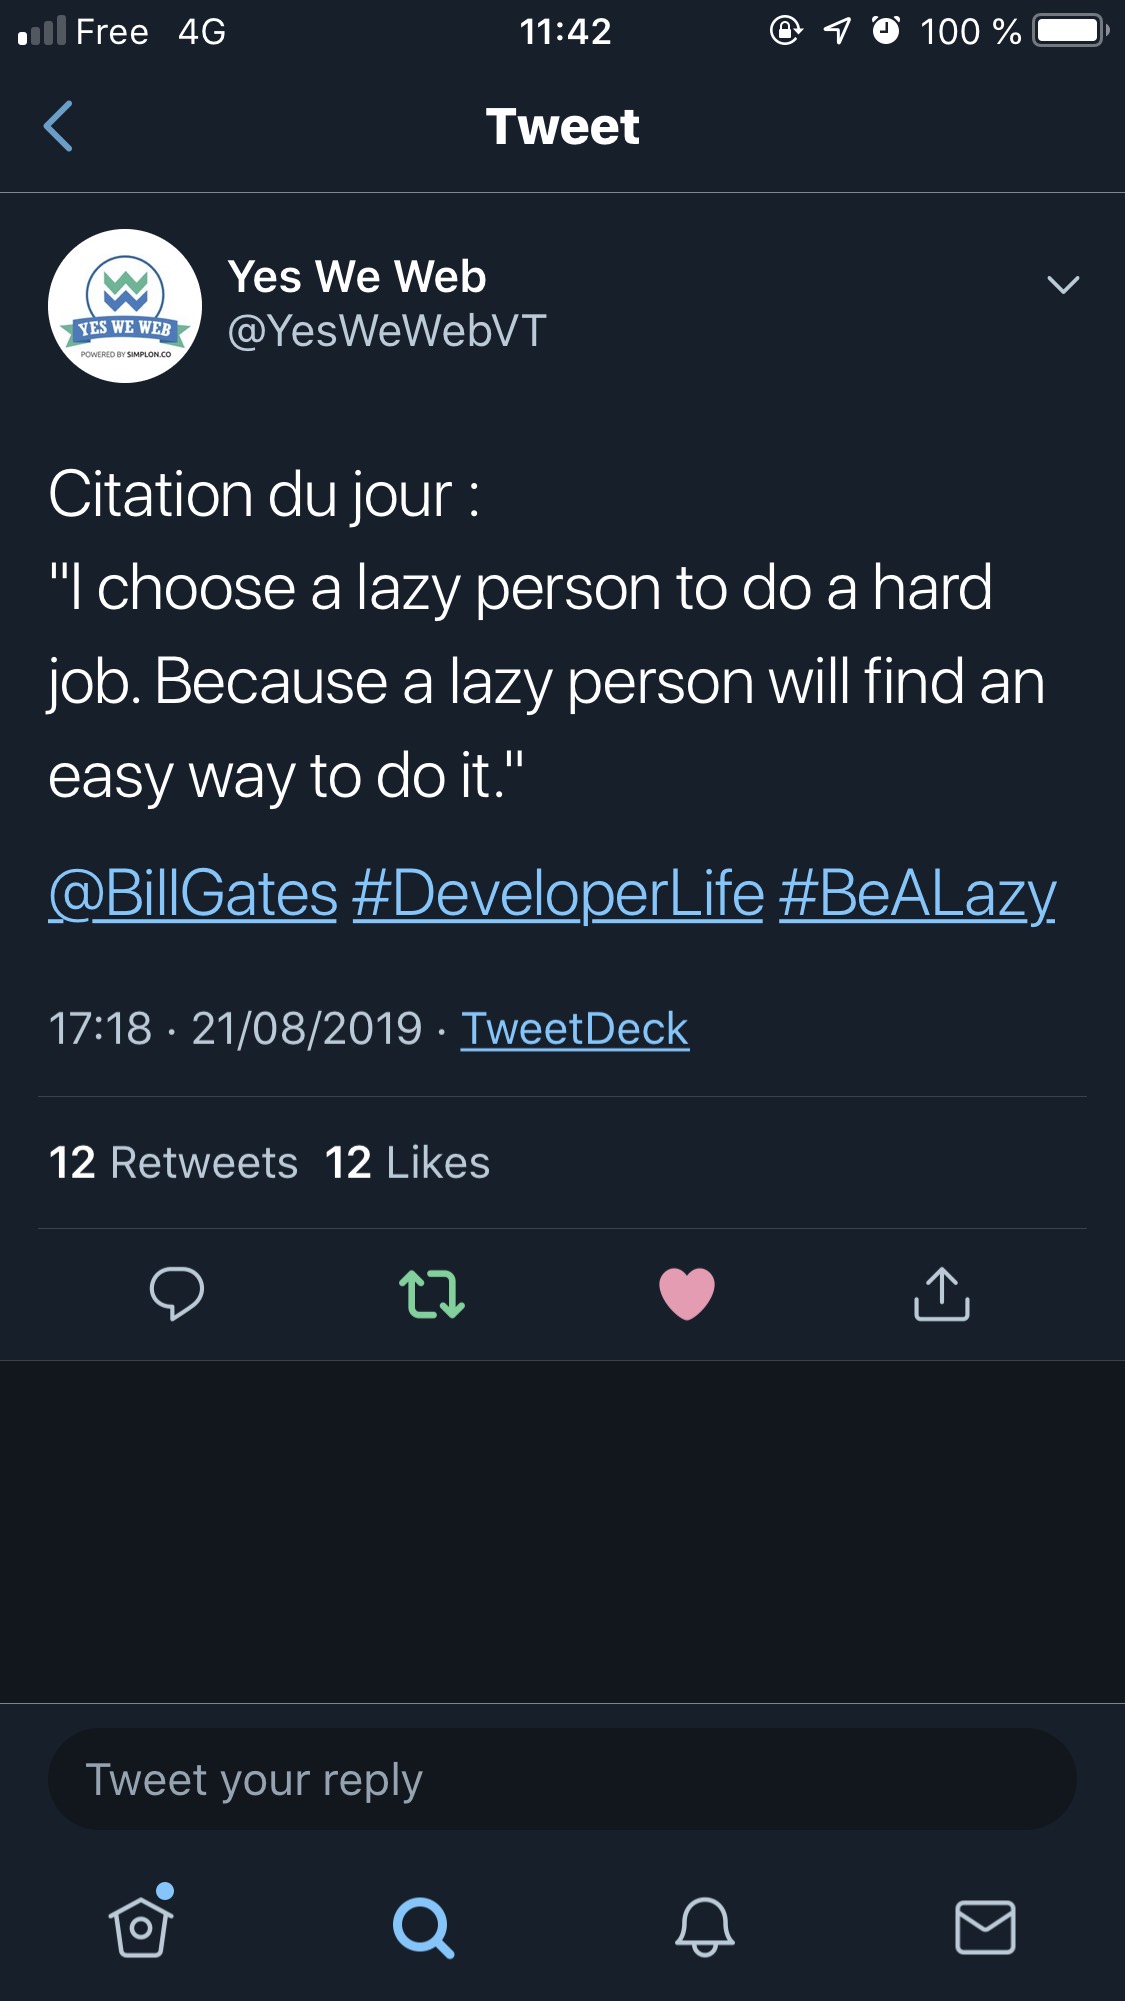 Free 4G 11:42 100 %
Tweet
YES WE WEB
POWERED BY SIMPLON.CO
Yes We Web
@YesWeWebVT
Citation du jour :
"I choose a lazy person to do a hard
job. Because a lazy person will find an
easy way to do it."
@BillGates #DeveloperLife #BeALazy
17:18 · 21/08/2019 · TweetDeck
12 Retweets 12 Likes
Tweet your reply